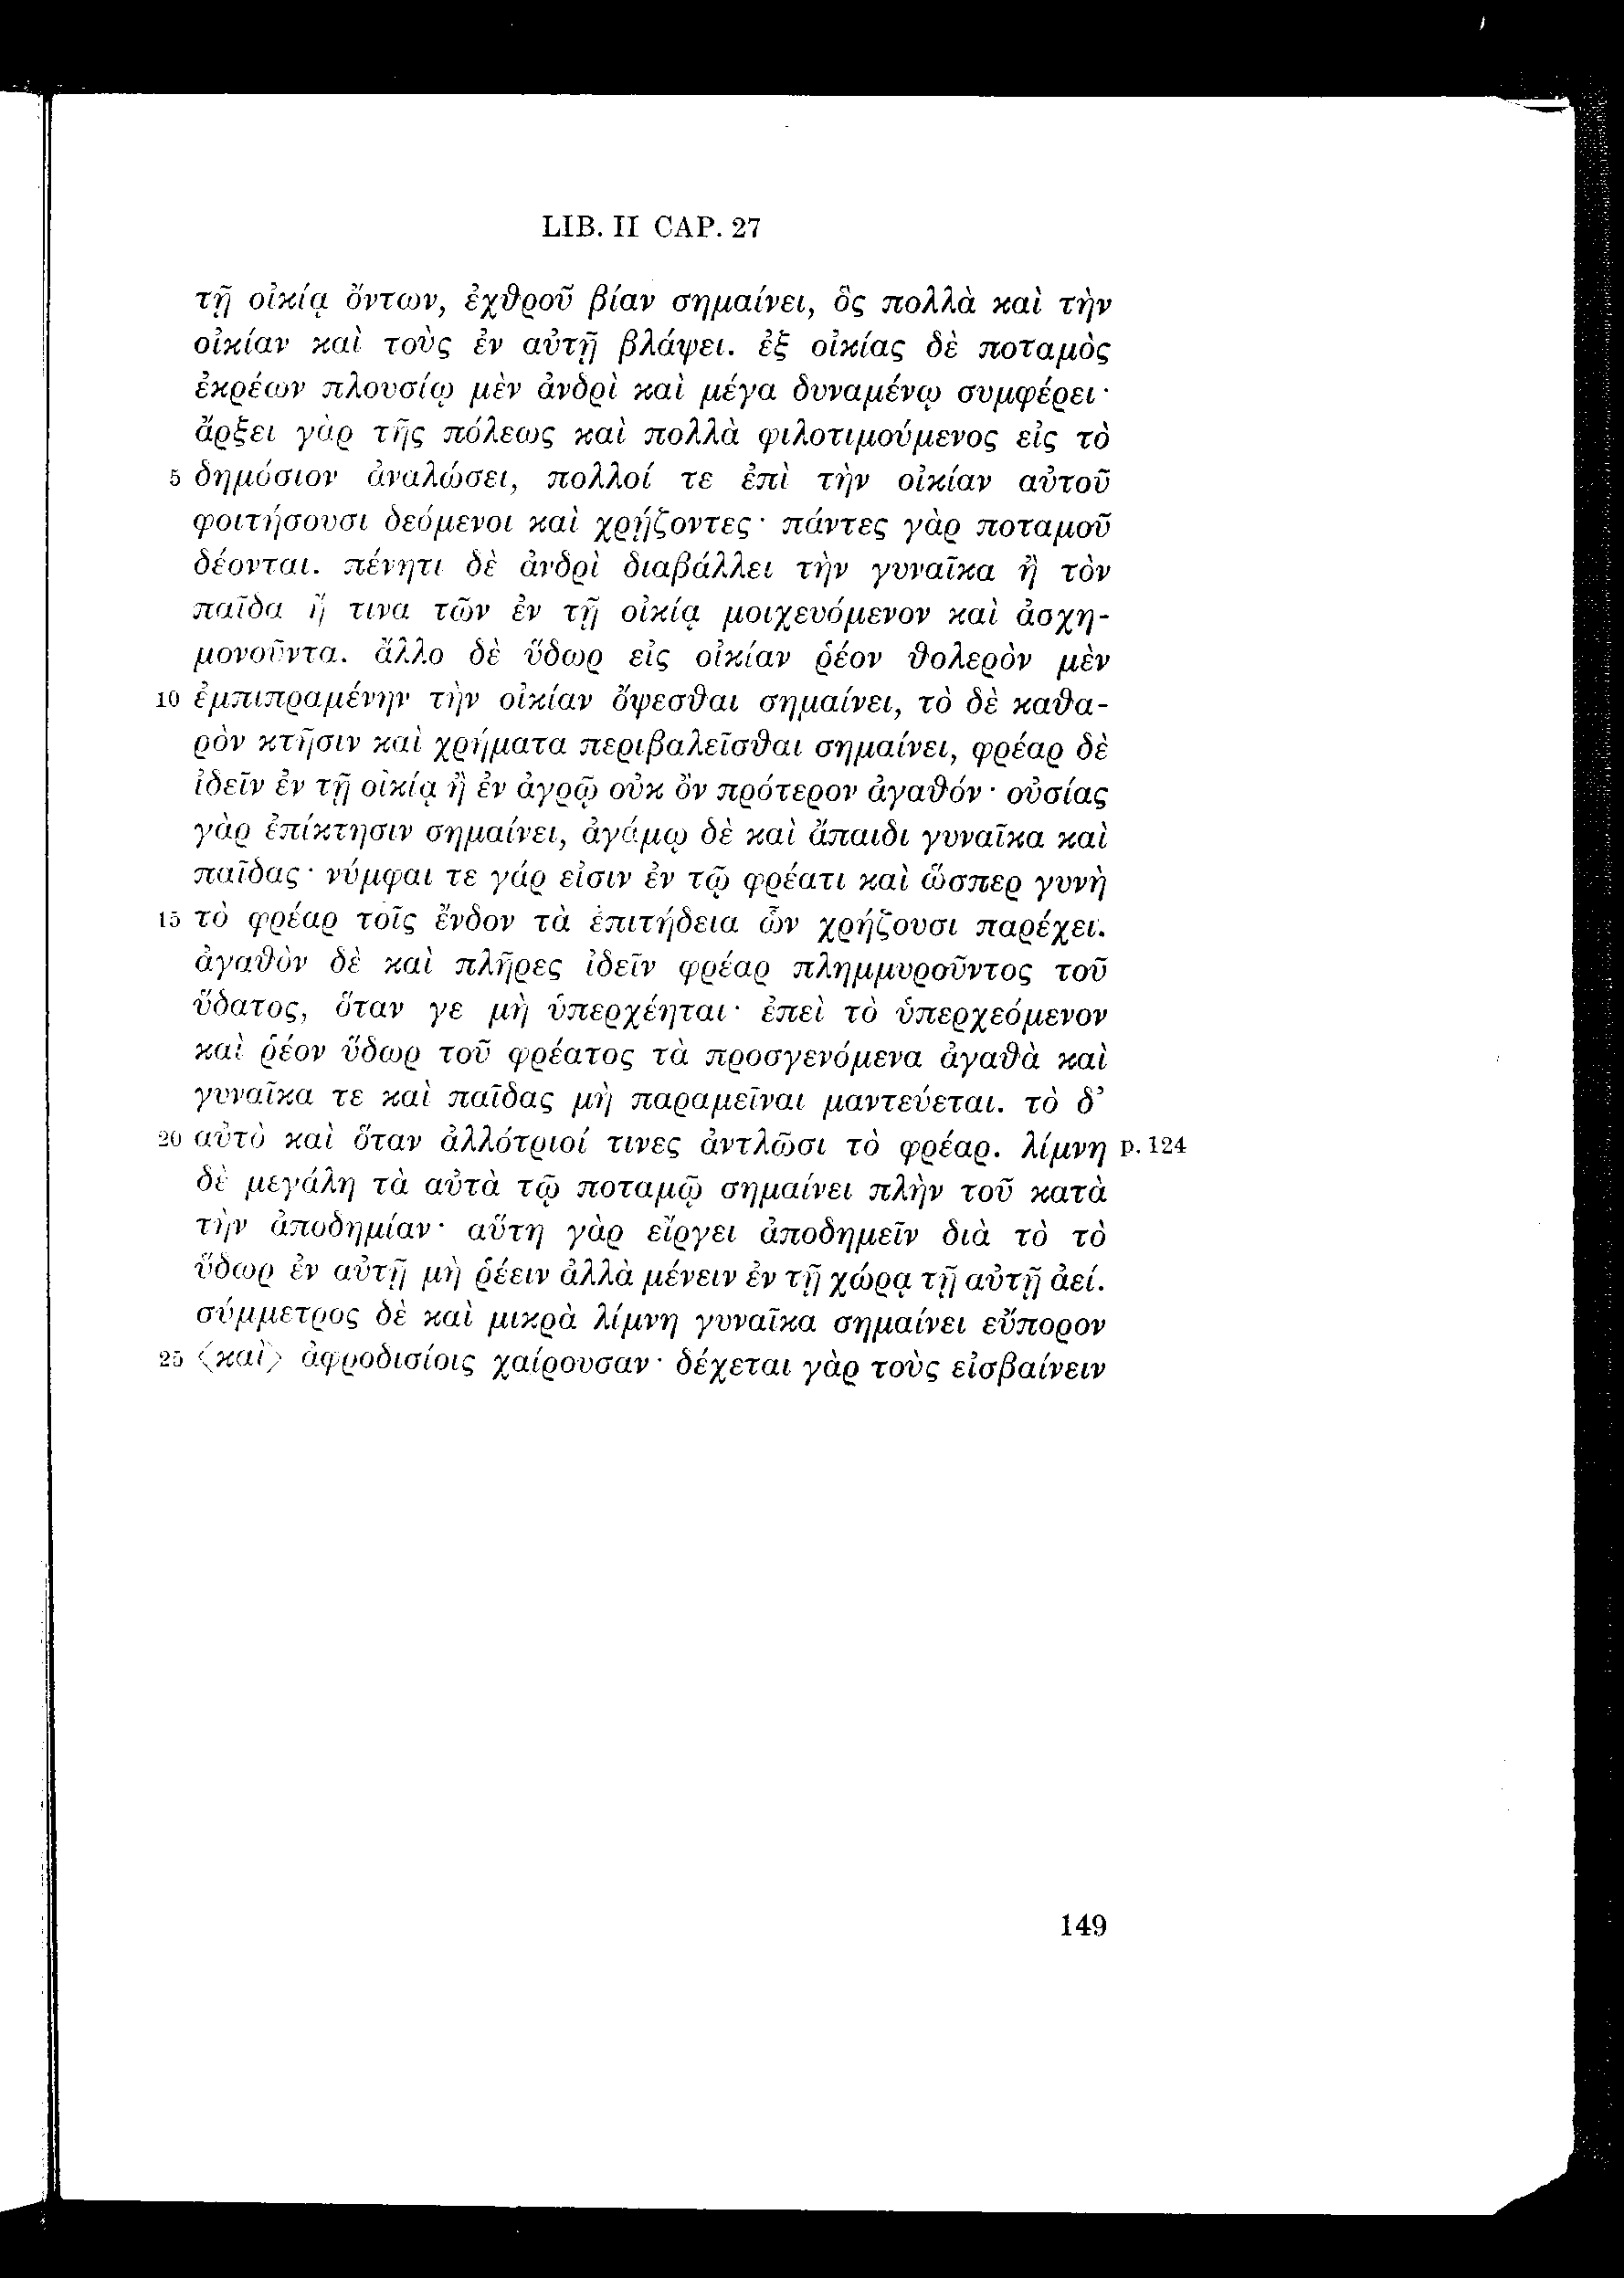 LIB. II CAP. 27
τῇ οἰκίᾳ ὄντων, ἐχθροῦ βίαν σημαίνει, ὃς πολλὰ καὶ τὴν
οἰκίαν καὶ τοὺς ἐν αὐτῇ βλάψει. ἐξ οἰκίας δὲ ποταμὸς
ἐκρέων πλουσίῳ μὲν ἀνδρὶ καὶ μέγα δυναμένῳ συμφέρει·
ἄρξει γὰρ τῆς πόλεως καὶ πολλὰ φιλοτιμούμενος εἰς τὸ
5 δημόσιον ἀναλώσει, πολλοί τε ἐπὶ τὴν οἰκίαν αὐτοῦ
φοιτήσουσι δεόμενοι καὶ χρῄζοντες· πάντες γὰρ ποταμοῦ
δέονται. πένητι δὲ ἀνδρὶ διαβάλλει τὴν γυναῖκα ἢ τὸν
παῖδα ἤ τινα τῶν ἐν τῇ οἰκίᾳ μοιχευόμενον καὶ ἀσχη-
μονοῦντα. ἄλλο δὲ ὕδωρ εἰς οἰκίαν ῥέον θολερὸν μὲν
10 ἐμπιπραμένην τὴν οἰκίαν ὄψεσθαι σημαίνει, τὸ δὲ καθα-
ρὸν κτῆσιν καὶ χρήματα περιβαλεῖσθαι σημαίνει, φρέαρ δὲ
ἰδεῖν ἐν τῇ οἰκίᾳ ἢ ἐν ἀγρῷ οὐκ ὂν πρότερον ἀγαθόν· οὐσίας
γὰρ ἐπίκτησιν σημαίνει, ἀγάμῳ δὲ καὶ ἄπαιδι γυναῖκα καὶ
παῖδας· νύμφαι τε γάρ εἰσιν ἐν τῷ φρέατι καὶ ὥσπερ γυνὴ
15 τὸ φρέαρ τοῖς ἔνδον τὰ ἐπιτήδεια ὧν χρῄζουσι παρέχει.
ἀγαθὸν δὲ καὶ πλῆρες ἰδεῖν φρέαρ πλημμυροῦντος τοῦ
ὕδατος, ὅταν γε μὴ ὑπερχέηται· ἐπεὶ τὸ ὑπερχεόμενον
καὶ ῥέον ὕδωρ τοῦ φρέατος τὰ προσγενόμενα ἀγαθὰ καὶ
γυναῖκα τε καὶ παῖδας μὴ παραμεῖναι μαντεύεται. τὸ δ’
20 αὐτὸ καὶ ὅταν ἀλλότριοί τινες ἀντλῶσι τὸ φρέαρ. λίμνη p. 124
δὲ μεγάλη τὰ αὐτὰ τῷ ποταμῷ σημαίνει πλὴν τοῦ κατὰ
τὴν ἀποδημίαν· αὕτη γὰρ εἴργει ἀποδημεῖν διὰ τὸ τὸ
ὕδωρ ἐν αὐτῇ μὴ ῥέειν ἀλλὰ μένειν ἐν τῇ χώρᾳ τῇ αὐτῇ ἀεί.
σύμμετρος δὲ καὶ μικρὰ λίμνη γυναῖκα σημαίνει εὔπορον
25 〈καὶ〉 ἀφροδισίοις χαίρουσαν· δέχεται γὰρ τοὺς εἰσβαίνειν
149